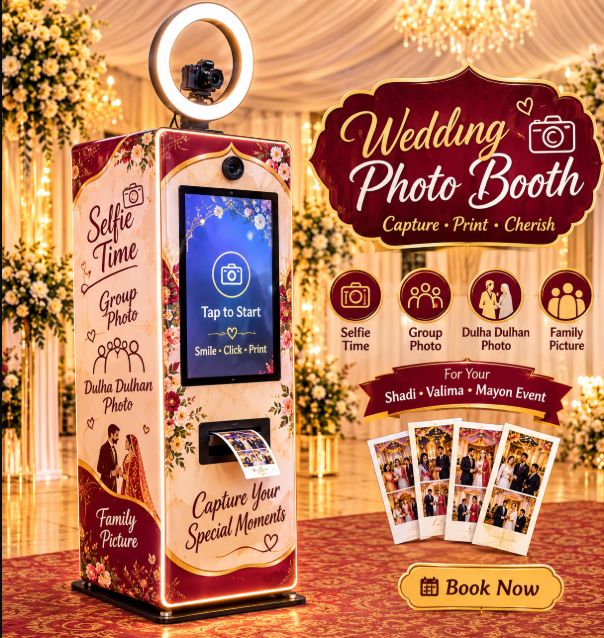 Selfie
Time
Group
Photo
Dulha Dulhan
Photo
Family
Picture
Tap to Start
Smile • Click • Print
Capture Your
Special Moments
Wedding
Photo Booth
Capture • Print • Cherish
Selfie
Time
Group
Photo
Dulha Dulhan
Photo
Family
Picture
For Your
Shadi • Valima • Mayon Event
Book Now